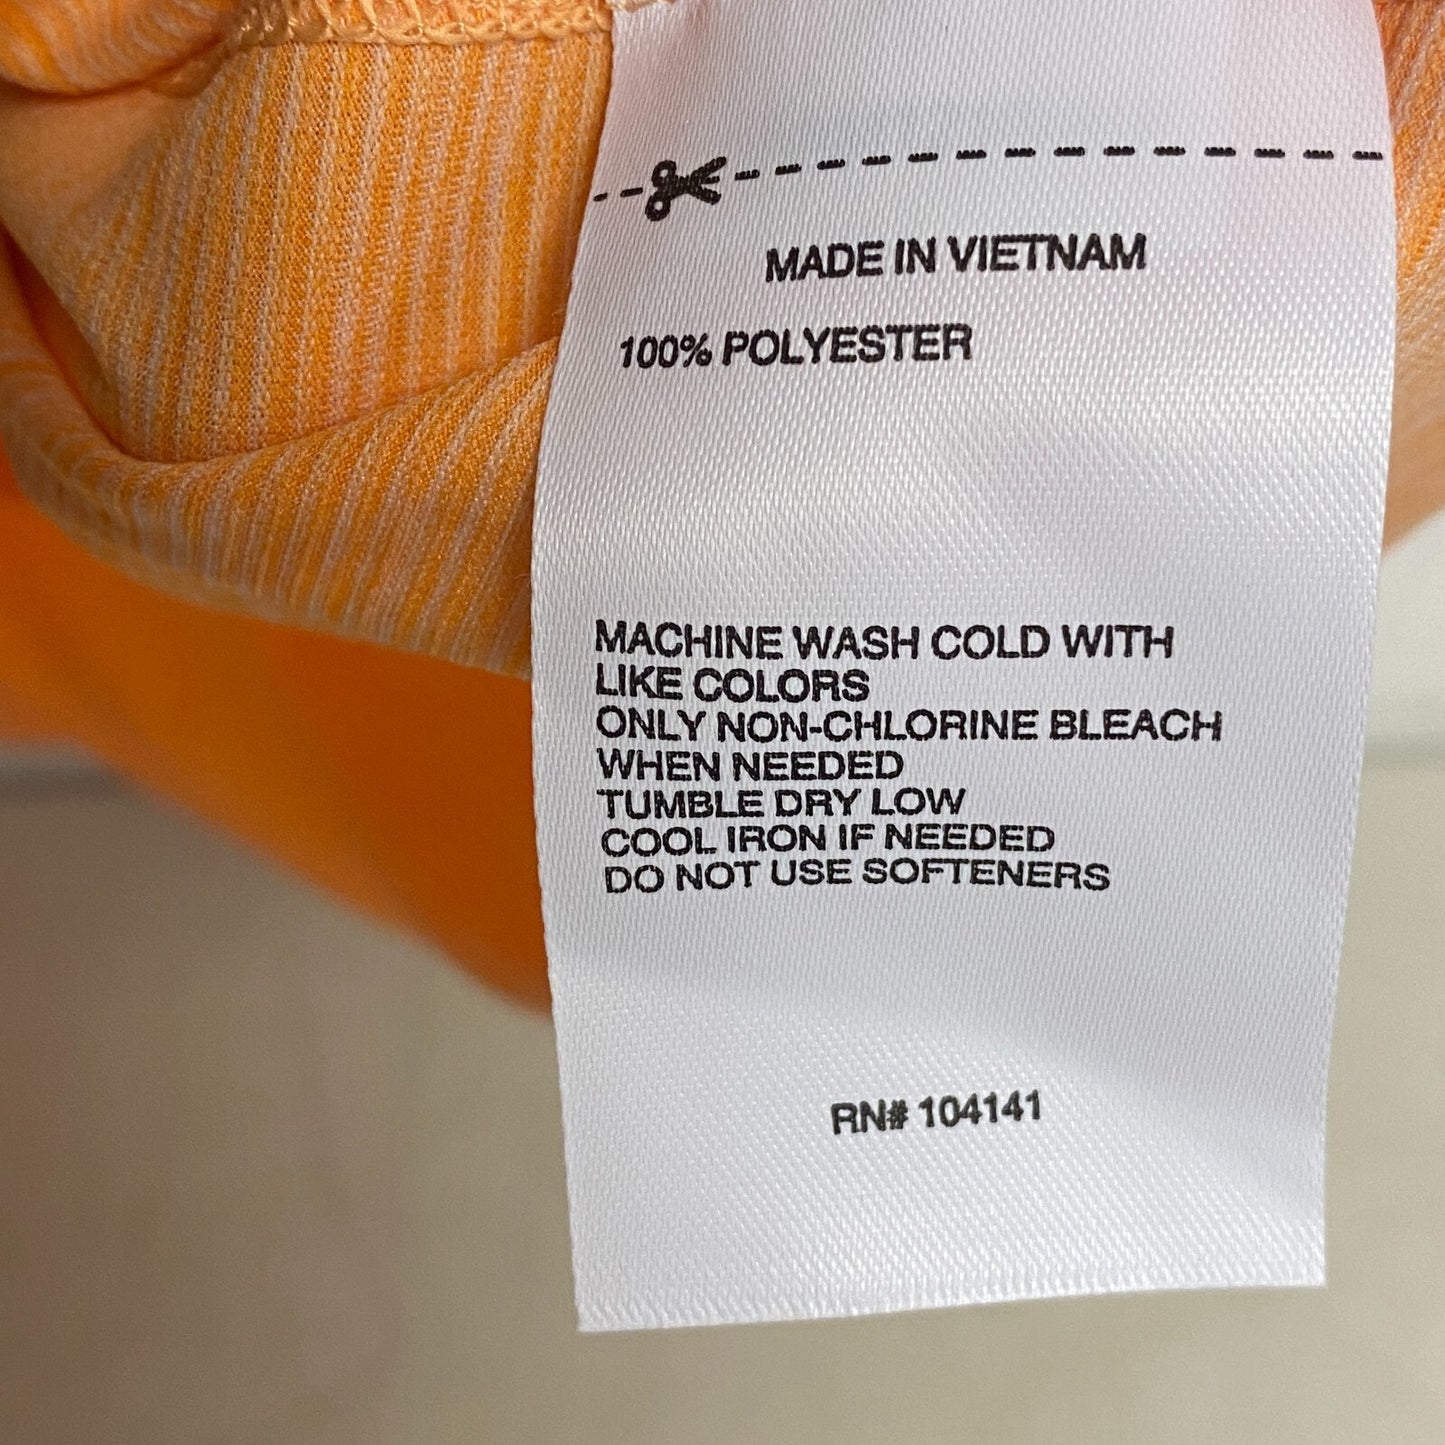 MADE IN VIETNAM
100% POLYESTER
MACHINE WASH COLD WITH
LIKE COLORS
ONLY NON-CHLORINE BLEACH
WHEN NEEDED
TUMBLE DRY LOW
COOL IRON IF NEEDED
DO NOT USE SOFTENERS
RN# 104141